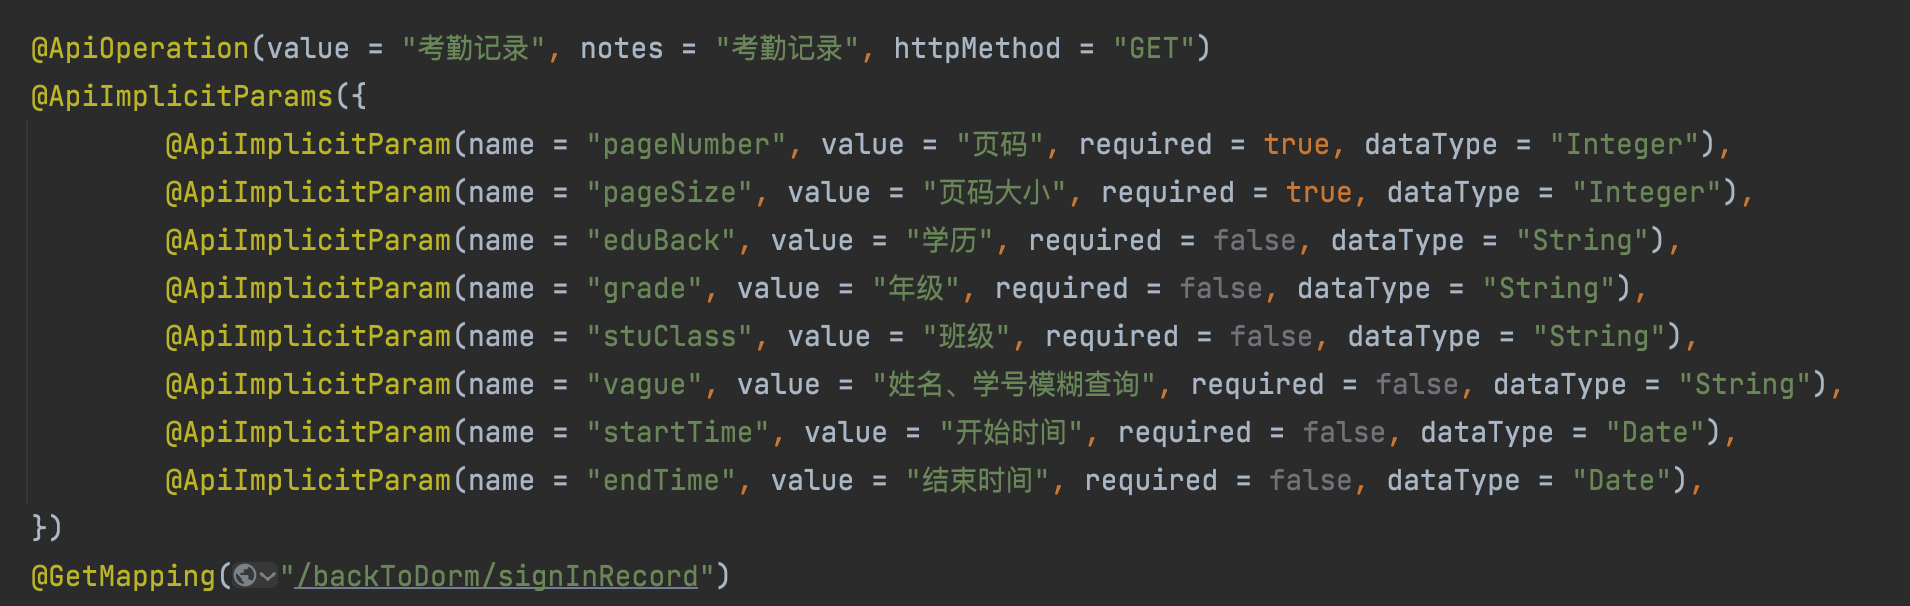 @ApiOperation(value = "考勤记录", notes = "考勤记录", httpMethod = "GET")
@ApiImplicitParams({
@ApiImplicitParam(name = "pageNumber", value = "页码", required = true, dataType = "Integer"),
@ApiImplicitParam(name = "pageSize", value = "页码大小", required = true, dataType = "Integer"),
@ApiImplicitParam(name = "eduBack", value = "学历", required = false, dataType = "String"),
@ApiImplicitParam(name = "grade", value = "年级", required = false, dataType = "String"),
@ApiImplicitParam(name = "stuClass", value = "班级", required = false, dataType = "String"),
@ApiImplicitParam(name = "vague", value = "姓名、学号模糊查询", required = false, dataType = "String"),
@ApiImplicitParam(name = "startTime", value = "开始时间", required = false, dataType = "Date"),
@ApiImplicitParam(name = "endTime", value = "结束时间", required = false, dataType = "Date"),
})
@GetMapping("/backToDorm/signInRecord")